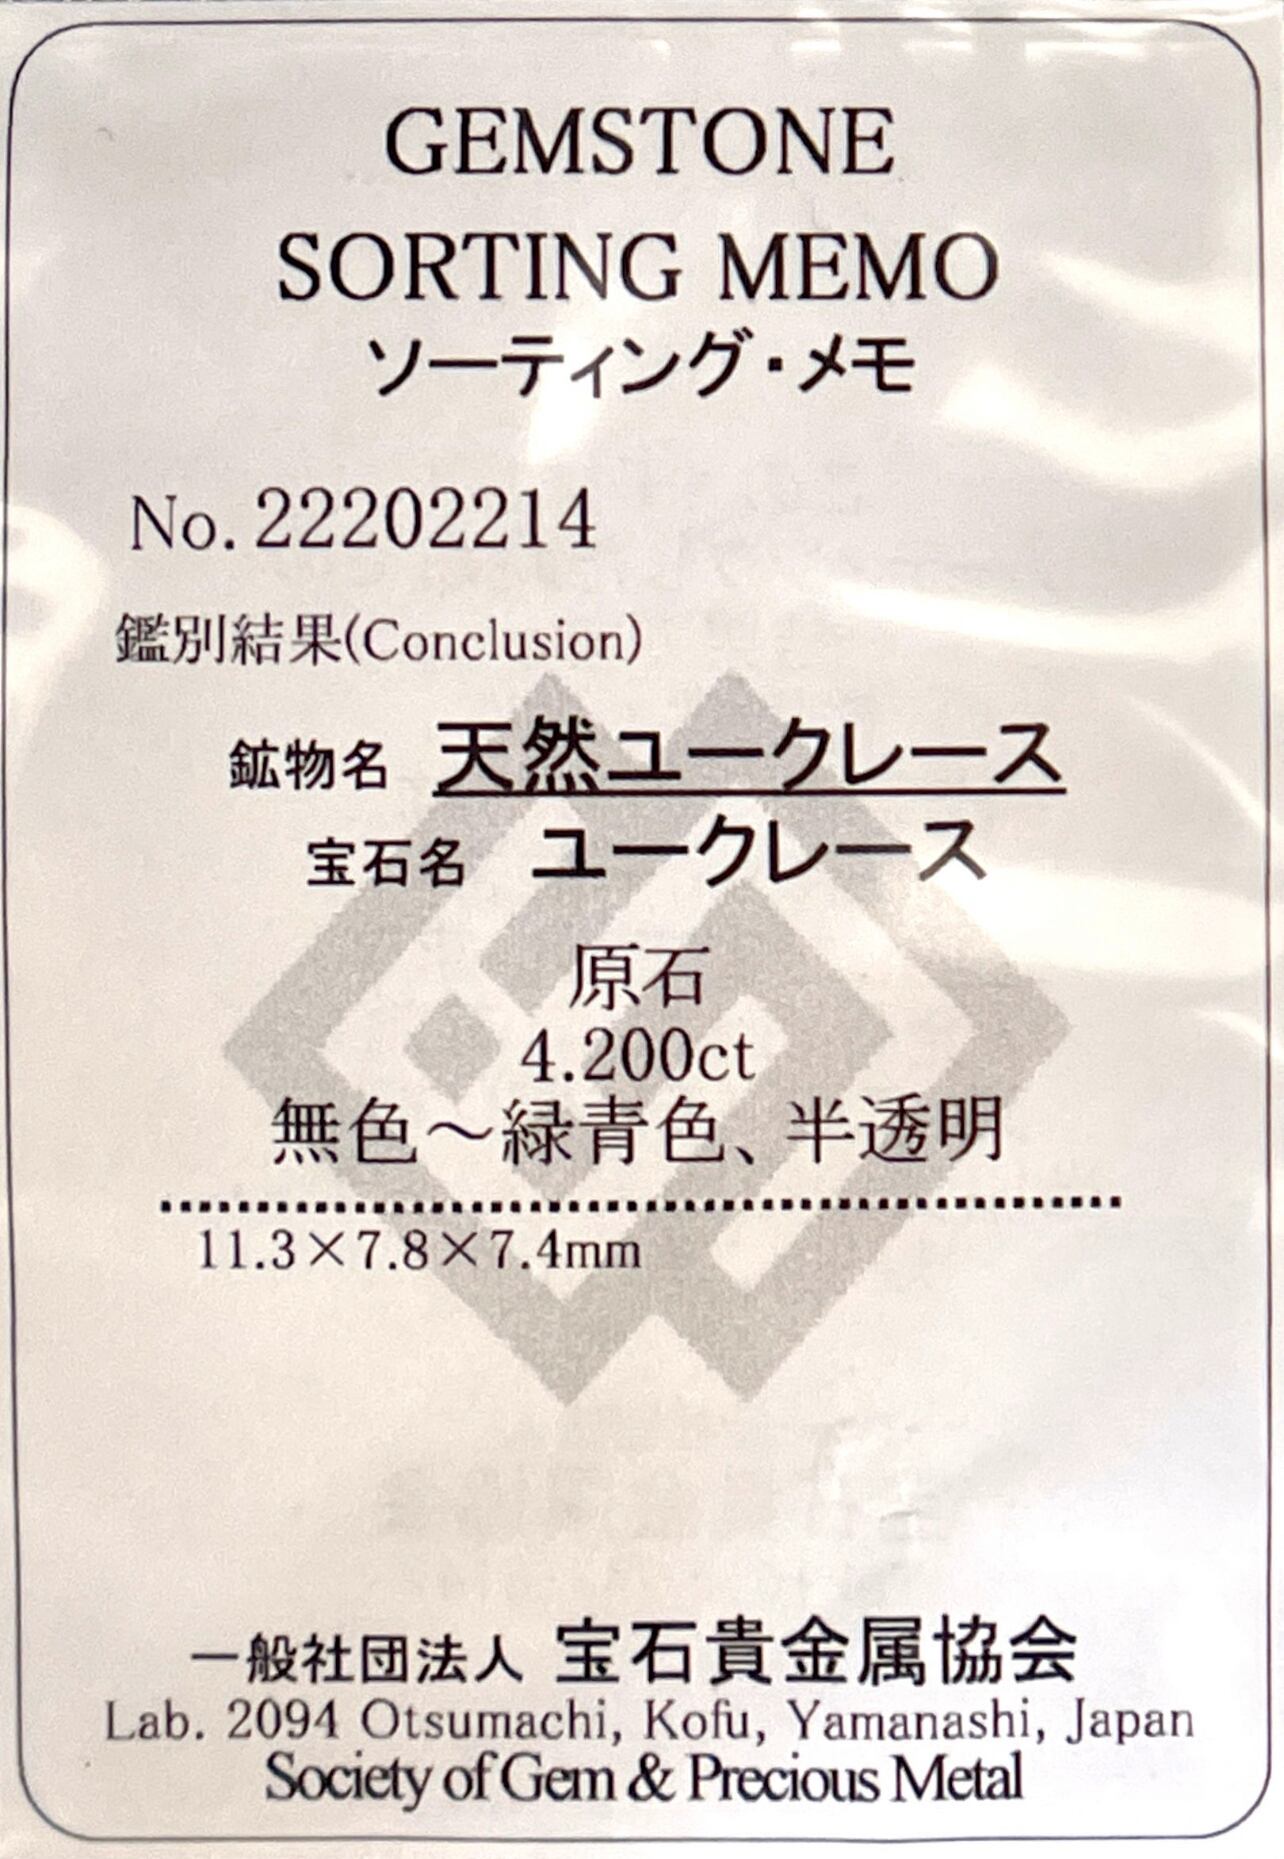 GEMSTONE
SORTING MEMO
ソーティング・メモ
No. 22202214
鑑別結果(Conclusion)
鉱物名 天然ユークレース
宝石名 ユークレース
原石
4.200ct
無色～緑青色、半透明
11.3×7.8×7.4mm
一般社団法人 宝石貴金属協会
Lab. 2094 Otsumachi, Kofu, Yamanashi, Japan
Society of Gem & Precious Metal